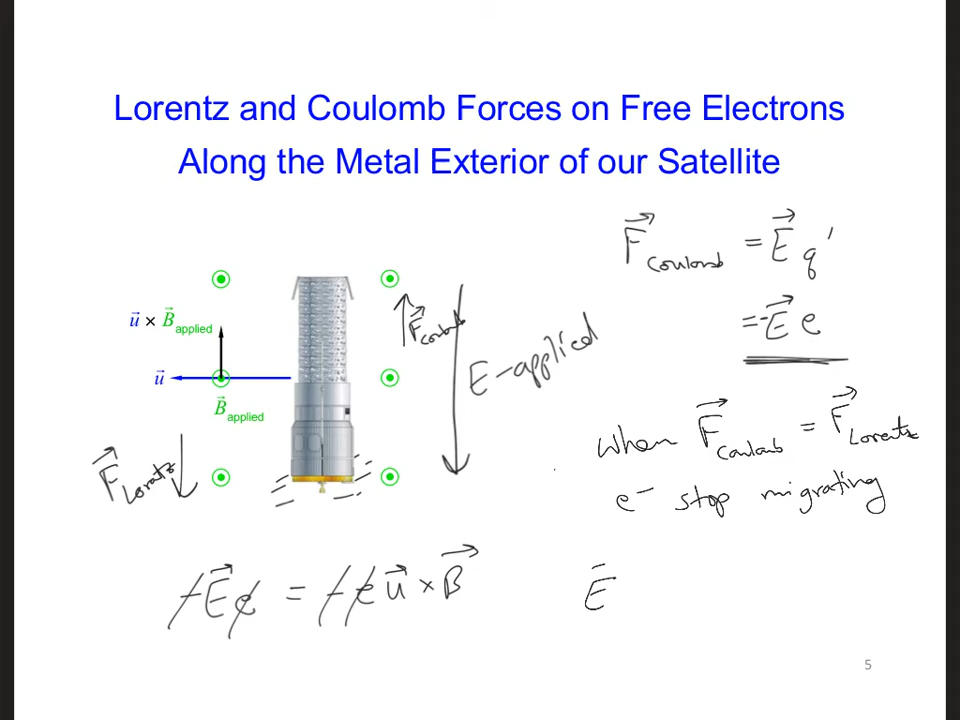 Lorentz and Coulomb Forces on Free Electrons
Along the Metal Exterior of our Satellite
F⃗ coulomb = E⃗ q'
= -E⃗ e
u⃗ × B⃗ applied
u⃗
B⃗ applied
F⃗ Lorentz
F⃗ coulomb
E-applied
when F⃗ Coulomb = F⃗ Lorentz
e⁻ stop migrating
-E⃗e = -e u⃗ × B⃗
E̅
5